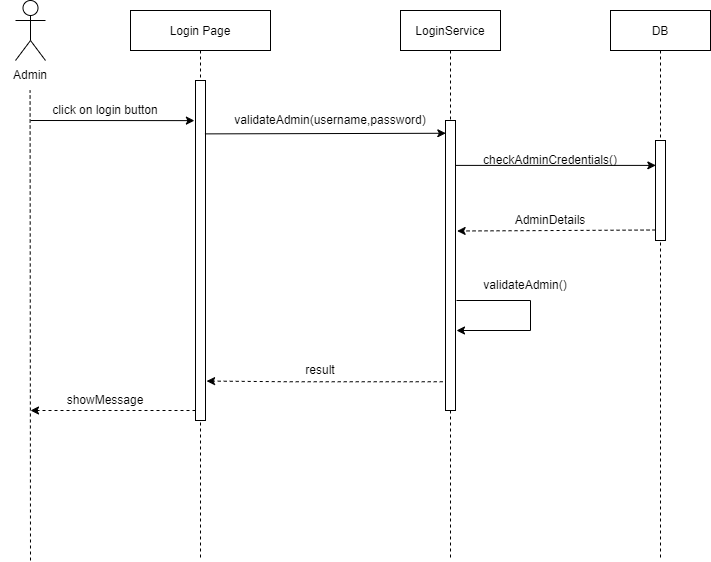 Login Page
LoginService
DB
Admin
click on login button
validateAdmin(username,password)
checkAdminCredentials()
AdminDetails
validateAdmin()
result
showMessage